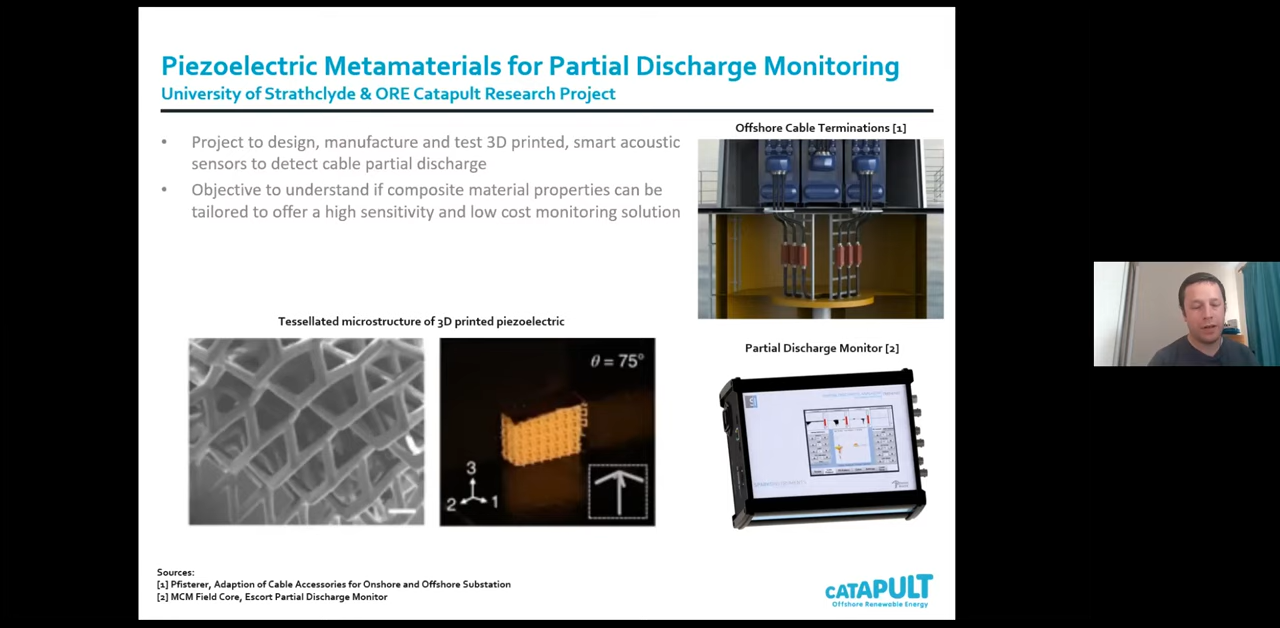 Piezoelectric Metamaterials for Partial Discharge Monitoring
University of Strathclyde & ORE Catapult Research Project
• Project to design, manufacture and test 3D printed, smart acoustic
sensors to detect cable partial discharge
• Objective to understand if composite material properties can be
tailored to offer a high sensitivity and low cost monitoring solution
Offshore Cable Terminations [1]
Tessellated microstructure of 3D printed piezoelectric
θ = 75°
3
2
1
Partial Discharge Monitor [2]
Sources:
[1] Pfisterer, Adaption of Cable Accessories for Onshore and Offshore Substation
[2] MCM Field Core, Escort Partial Discharge Monitor
CATAPULT
Offshore Renewable Energy